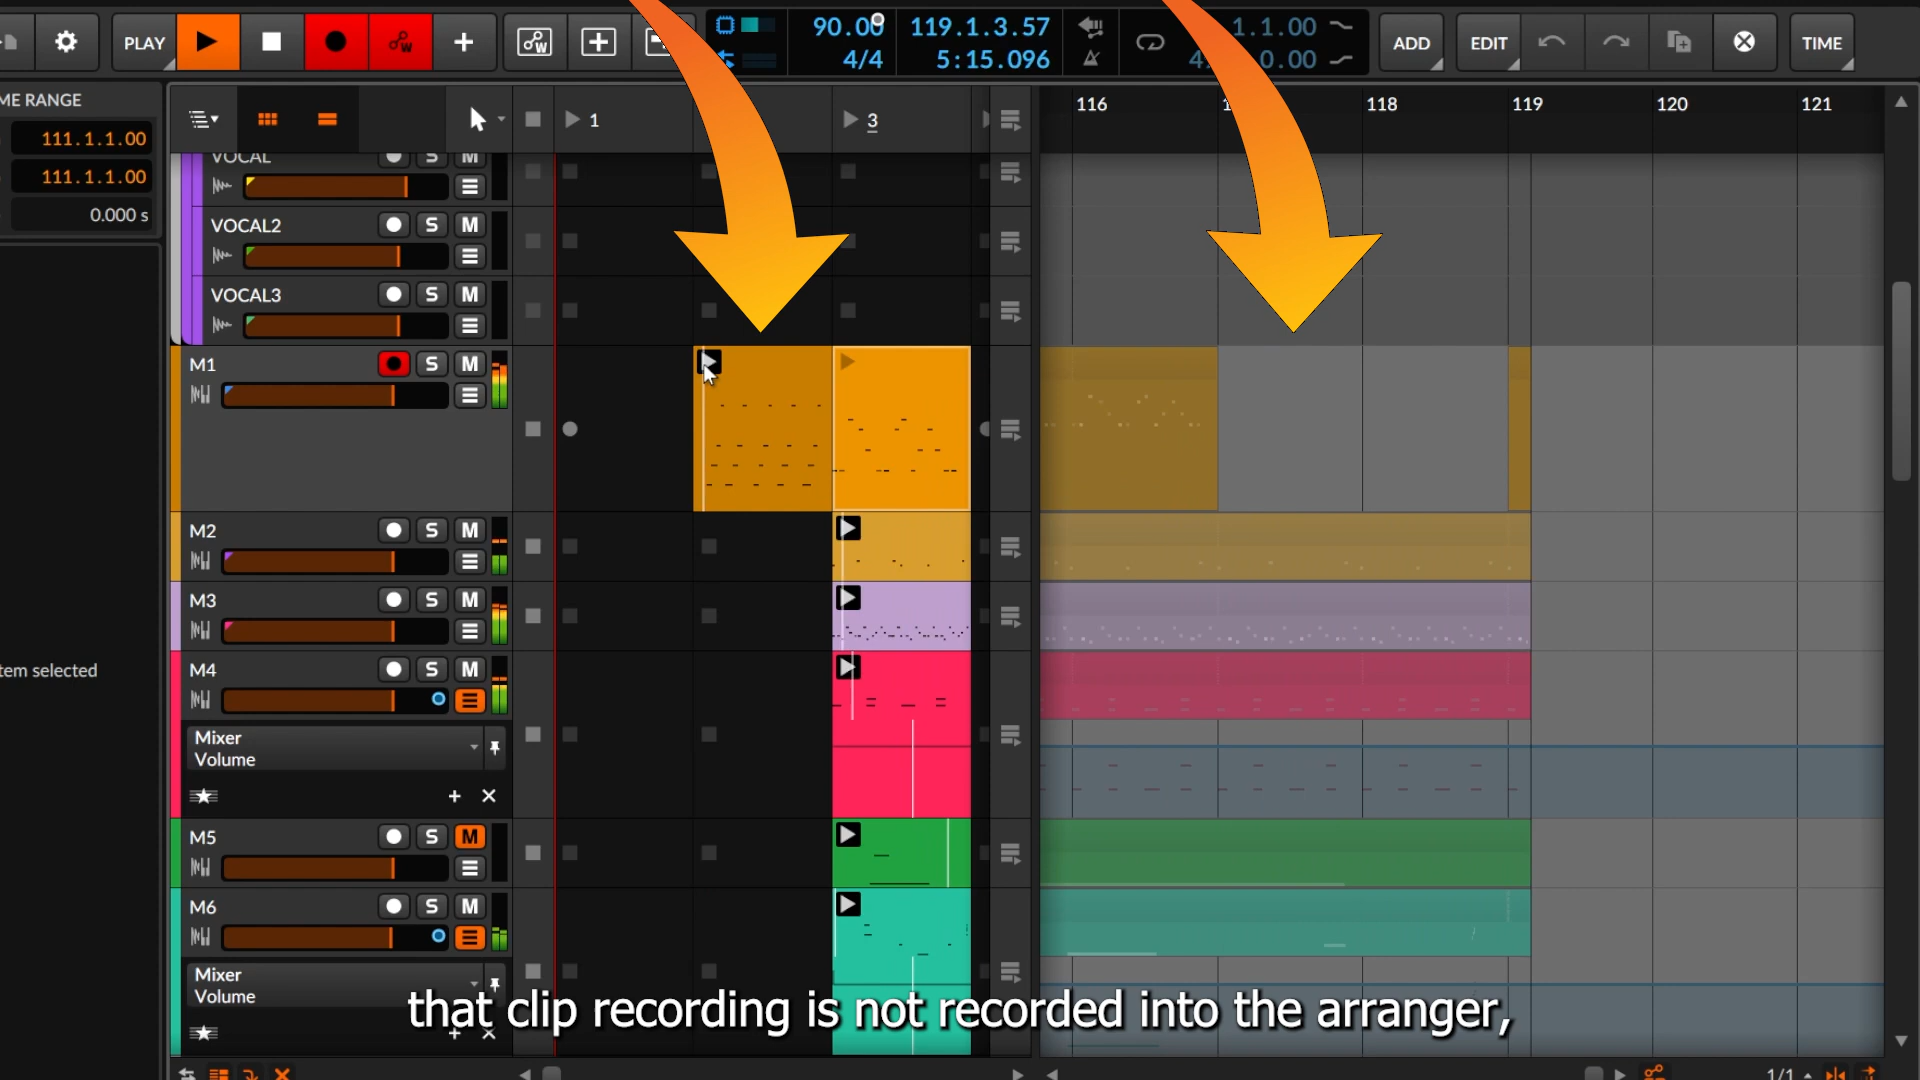 PLAY
+
90.00
4/4
119.1.3.57
5:15.096
1.1.00
0.00
ADD
EDIT
TIME
ME RANGE
111.1.1.00
111.1.1.00
0.000 s
tem selected
1
3
116
118
119
120
121
VOCAL S M
VOCAL2 S M
VOCAL3 S M
M1 S M
M2 S M
M3 S M
M4 S M
Mixer
Volume
M5 S M
M6 S M
Mixer
Volume
that clip recording is not recorded into the arranger,
1/1